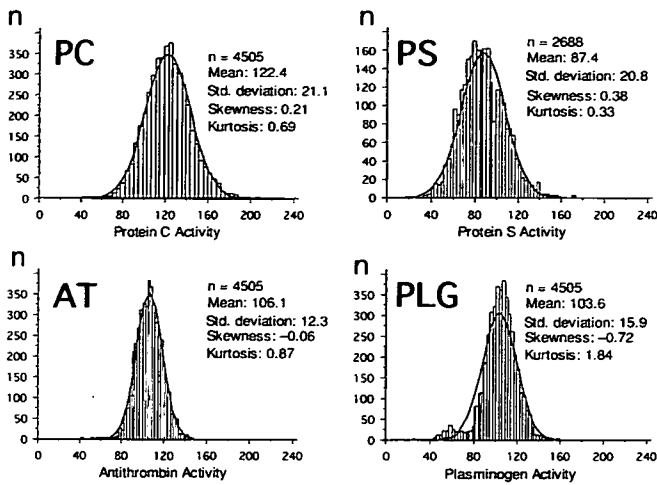 n
PC
n = 4505
Mean: 122.4
Std. deviation: 21.1
Skewness: 0.21
Kurtosis: 0.69
350
300
250
200
150
100
50
0
0 40 80 120 160 200 240
Protein C Activity
n
PS
n = 2688
Mean: 87.4
Std. deviation: 20.8
Skewness: 0.38
Kurtosis: 0.33
160
140
120
100
80
60
40
20
0
0 40 80 120 160 200 240
Protein S Activity
n
AT
n = 4505
Mean: 106.1
Std. deviation: 12.3
Skewness: –0.06
Kurtosis: 0.87
350
300
250
200
150
100
50
0
0 40 80 120 160 200 240
Antithrombin Activity
n
PLG
n = 4505
Mean: 103.6
Std. deviation: 15.9
Skewness: –0.72
Kurtosis: 1.84
350
300
250
200
150
100
50
0
0 40 80 120 160 200 240
Plasminogen Activity